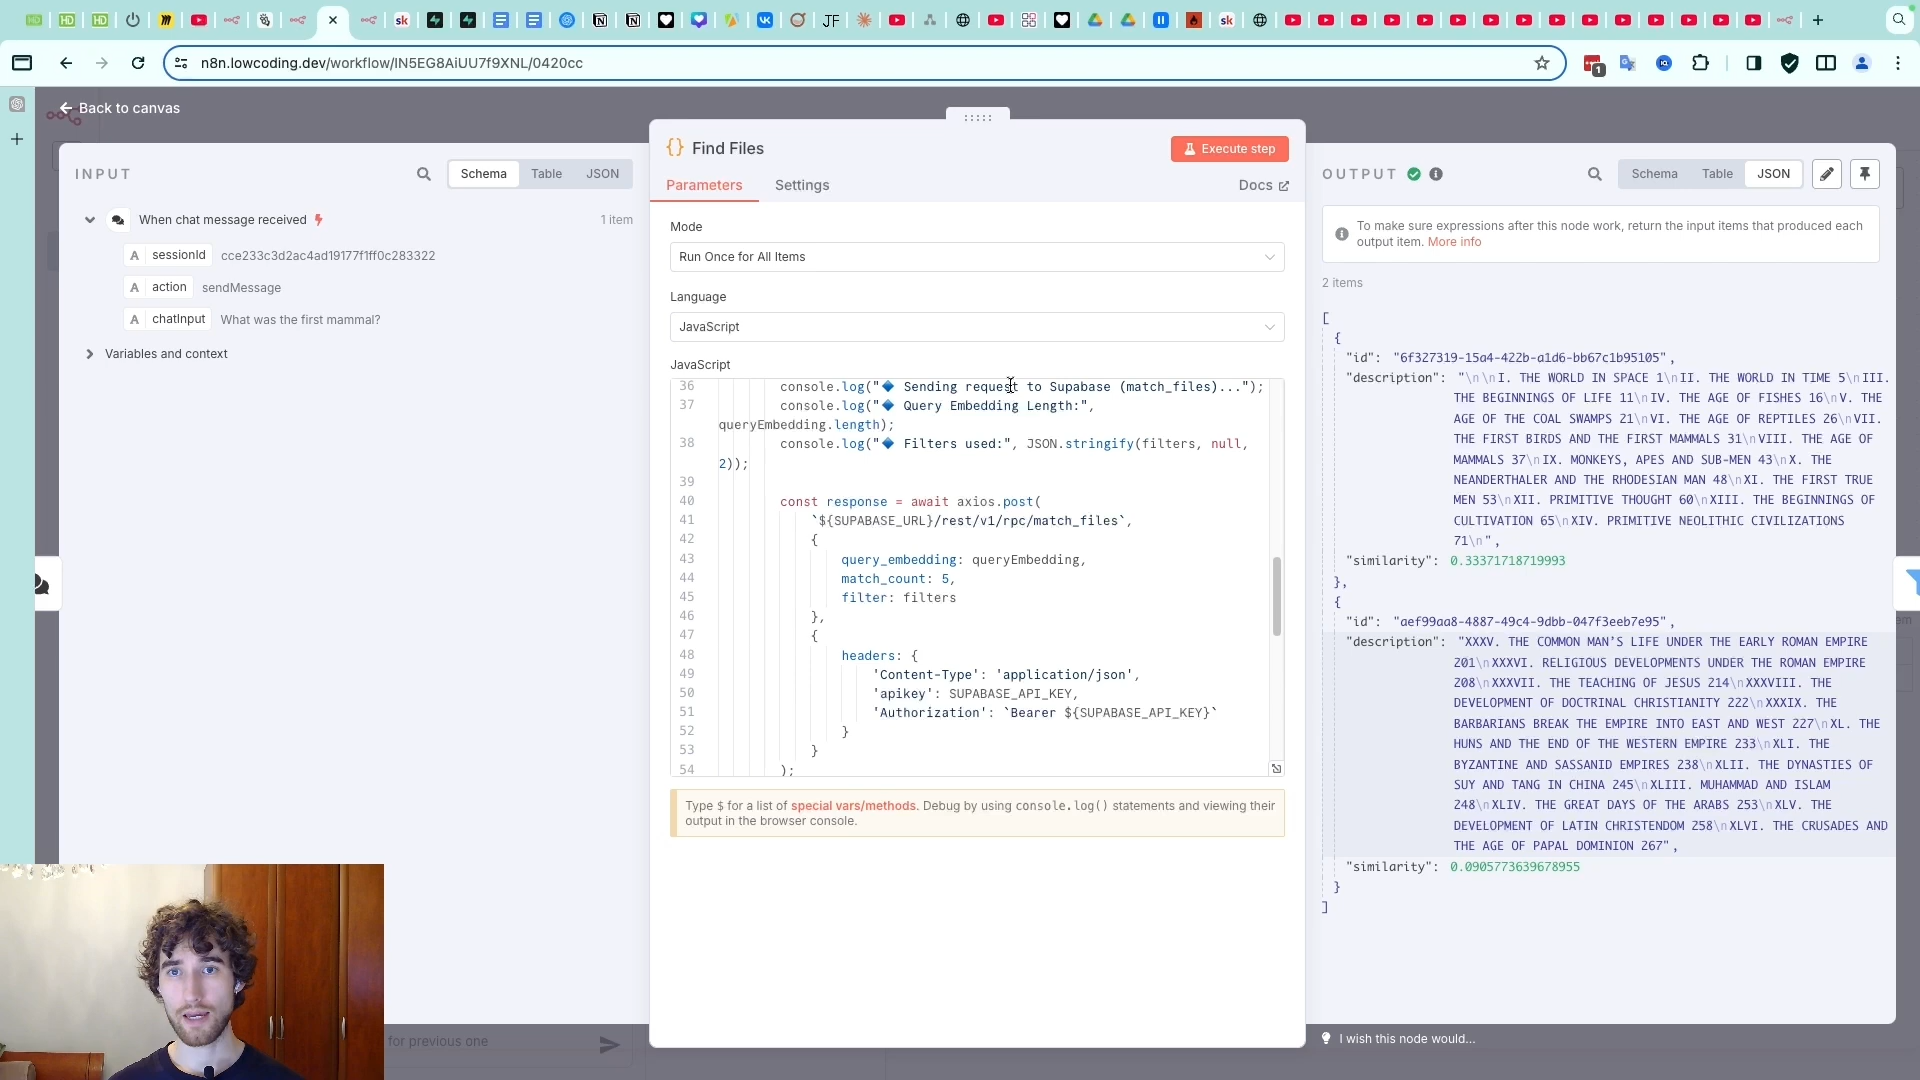 n8n.lowcoding.dev/workflow/IN5EG8AiUU7f9XNL/0420cc
1
Back to canvas
INPUT
Schema
Table
JSON
When chat message received
1 item
A sessionId cce233c3d2ac4ad19177f1ff0c283322
A action sendMessage
A chatInput What was the first mammal?
Variables and context
for previous one
Find Files
Execute step
Parameters
Settings
Docs
Mode
Run Once for All Items
Language
JavaScript
JavaScript
36 console.log("🔷 Sending request to Supabase (match_files)...");
37 console.log("🔷 Query Embedding Length:",
queryEmbedding.length);
38 console.log("🔷 Filters used:", JSON.stringify(filters, null,
2));
39
40 const response = await axios.post(
41 `${SUPABASE_URL}/rest/v1/rpc/match_files`,
42 {
43 query_embedding: queryEmbedding,
44 match_count: 5,
45 filter: filters
46 },
47 {
48 headers: {
49 'Content-Type': 'application/json',
50 'apikey': SUPABASE_API_KEY,
51 'Authorization': `Bearer ${SUPABASE_API_KEY}`
52 }
53 }
54 );
Type $ for a list of special vars/methods. Debug by using console.log() statements and viewing their
output in the browser console.
OUTPUT
Schema
Table
JSON
To make sure expressions after this node work, return the input items that produced each
output item. More info
2 items
[
{
"id": "6f327319-15a4-422b-a1d6-bb67c1b95105",
"description": "\n\nI. THE WORLD IN SPACE 1\nII. THE WORLD IN TIME 5\nIII.
THE BEGINNINGS OF LIFE 11\nIV. THE AGE OF FISHES 16\nV. THE
AGE OF THE COAL SWAMPS 21\nVI. THE AGE OF REPTILES 26\nVII.
THE FIRST BIRDS AND THE FIRST MAMMALS 31\nVIII. THE AGE OF
MAMMALS 37\nIX. MONKEYS, APES AND SUB-MEN 43\nX. THE
NEANDERTHALER AND THE RHODESIAN MAN 48\nXI. THE FIRST TRUE
MEN 53\nXII. PRIMITIVE THOUGHT 60\nXIII. THE BEGINNINGS OF
CULTIVATION 65\nXIV. PRIMITIVE NEOLITHIC CIVILIZATIONS
71\n",
"similarity": 0.33371718719993
},
{
"id": "aef99aa8-4887-49c4-9dbb-047f3eeb7e95",
"description": "XXXV. THE COMMON MAN’S LIFE UNDER THE EARLY ROMAN EMPIRE
201\nXXXVI. RELIGIOUS DEVELOPMENTS UNDER THE ROMAN EMPIRE
208\nXXXVII. THE TEACHING OF JESUS 214\nXXXVIII. THE
DEVELOPMENT OF DOCTRINAL CHRISTIANITY 222\nXXXIX. THE
BARBARIANS BREAK THE EMPIRE INTO EAST AND WEST 227\nXL. THE
HUNS AND THE END OF THE WESTERN EMPIRE 233\nXLI. THE
BYZANTINE AND SASSANID EMPIRES 238\nXLII. THE DYNASTIES OF
SUY AND TANG IN CHINA 245\nXLIII. MUHAMMAD AND ISLAM
248\nXLIV. THE GREAT DAYS OF THE ARABS 253\nXLV. THE
DEVELOPMENT OF LATIN CHRISTENDOM 258\nXLVI. THE CRUSADES AND
THE AGE OF PAPAL DOMINION 267",
"similarity": 0.0905773639678955
}
]
I wish this node would...